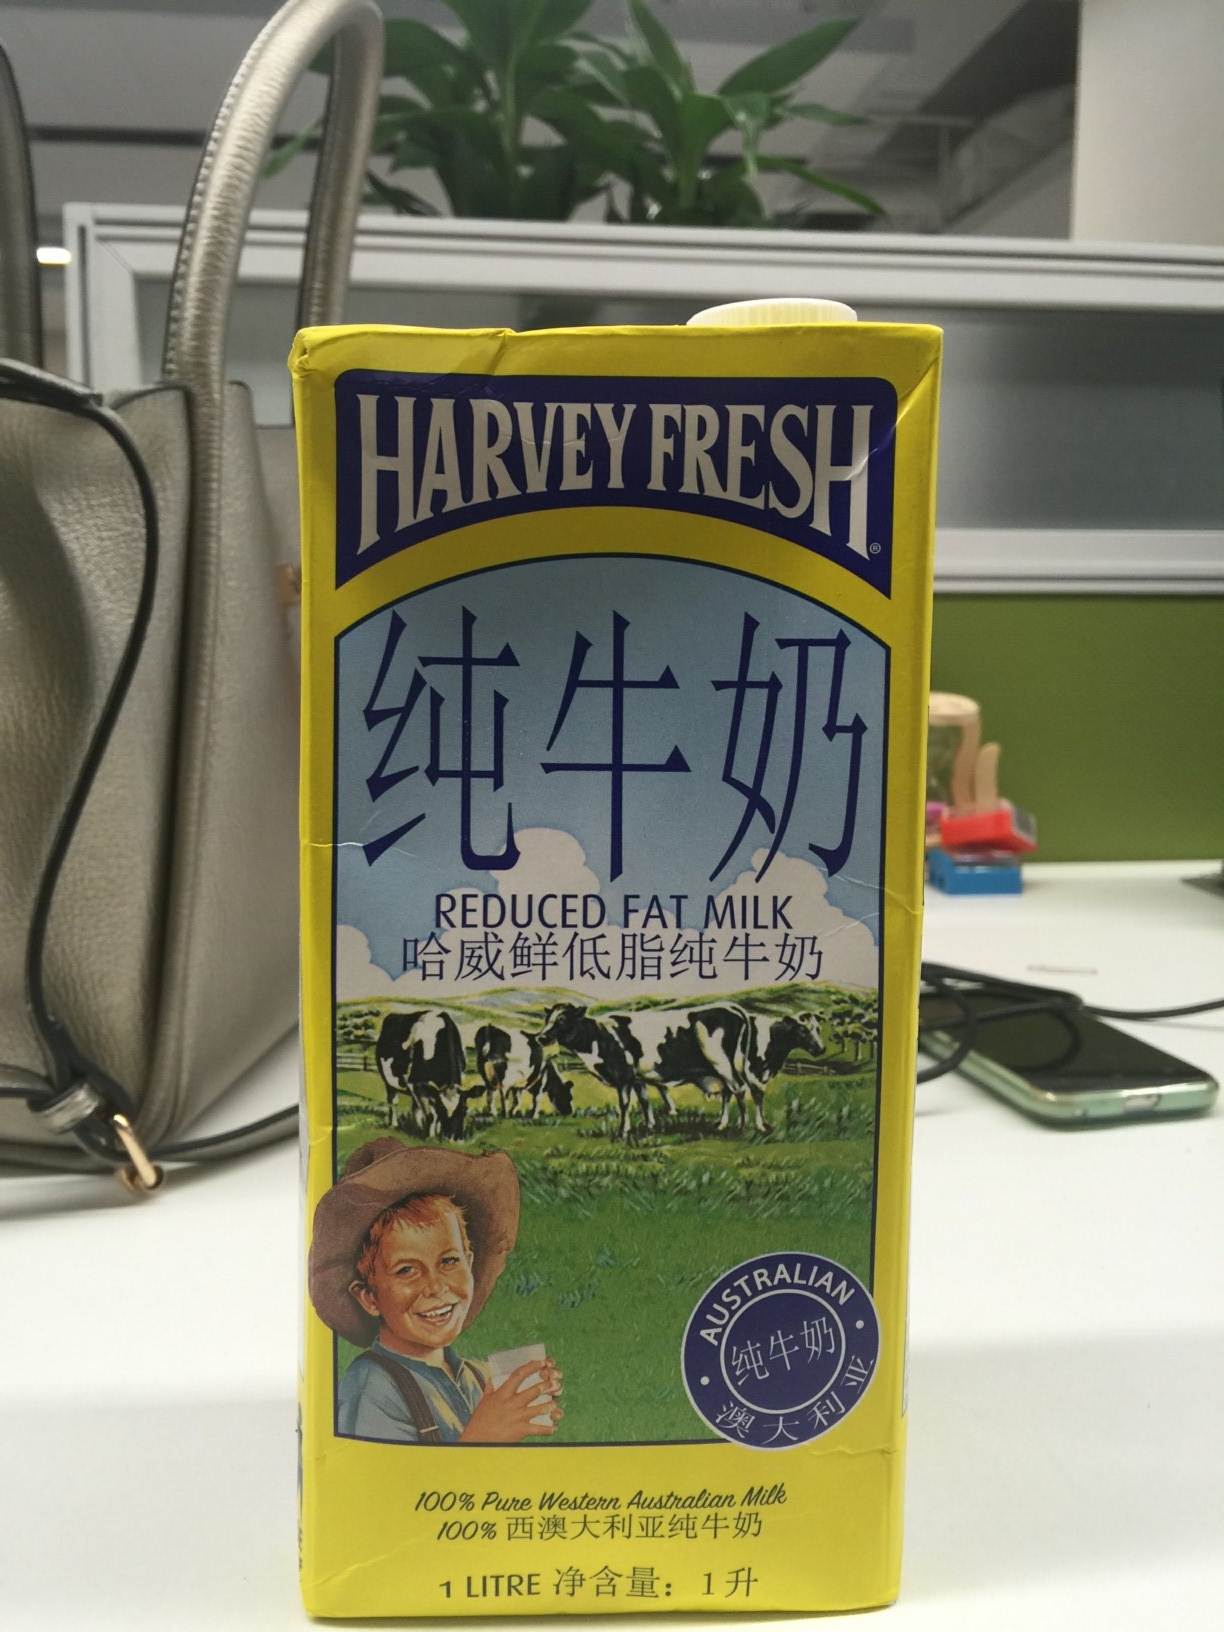 HARVEY FRESH®
纯牛奶
REDUCED FAT MILK
哈威鲜低脂纯牛奶
AUSTRALIAN
纯牛奶
澳大利亚
100% Pure Western Australian Milk
100% 西澳大利亚纯牛奶
1 LITRE 净含量：1升